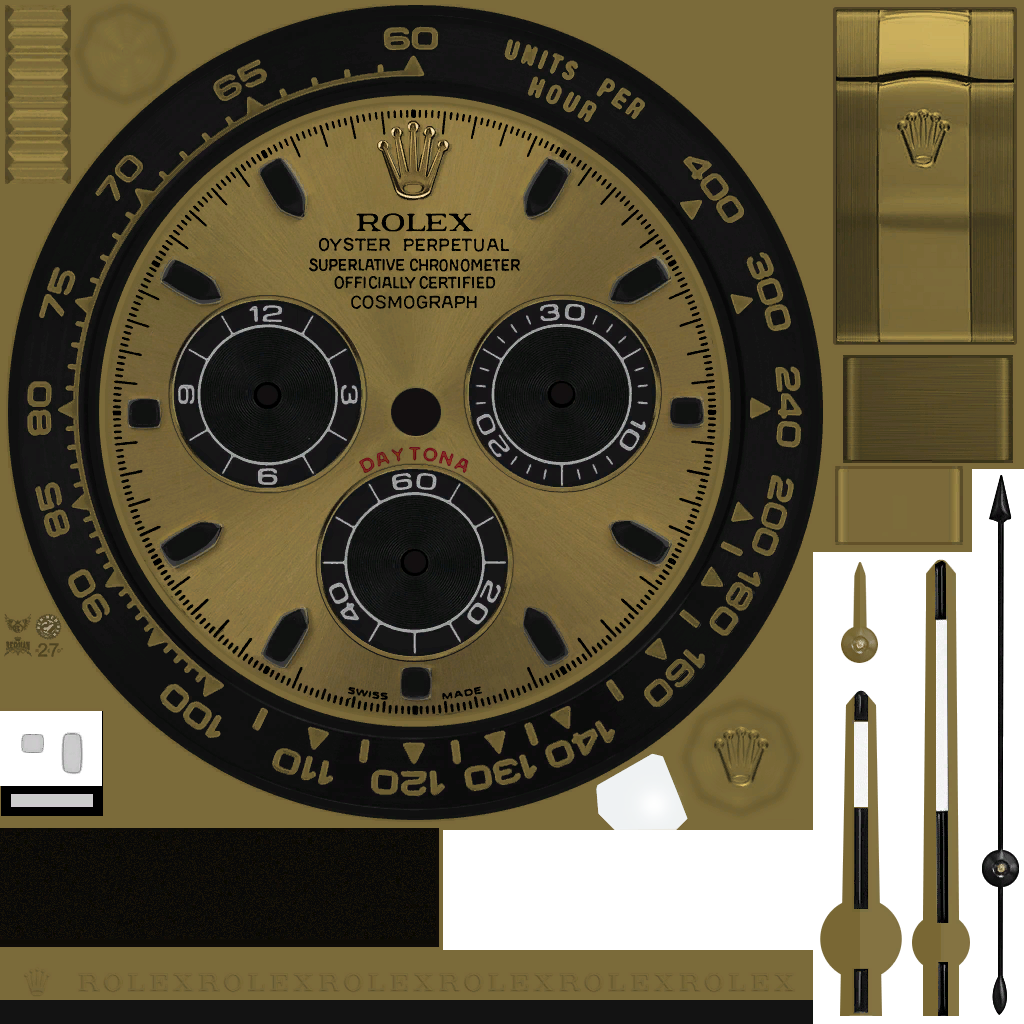 60
UNITS PER
HOUR
65
70
75
80
85
90
100
110
120
130
140
160
180
200
240
300
400
ROLEX
OYSTER PERPETUAL
SUPERLATIVE CHRONOMETER
OFFICIALLY CERTIFIED
COSMOGRAPH
12
3
6
9
30
10
20
DAYTONA
60
20
40
SWISS MADE
27
ROLEXROLEXROLEXROLEXROLEXROLEX